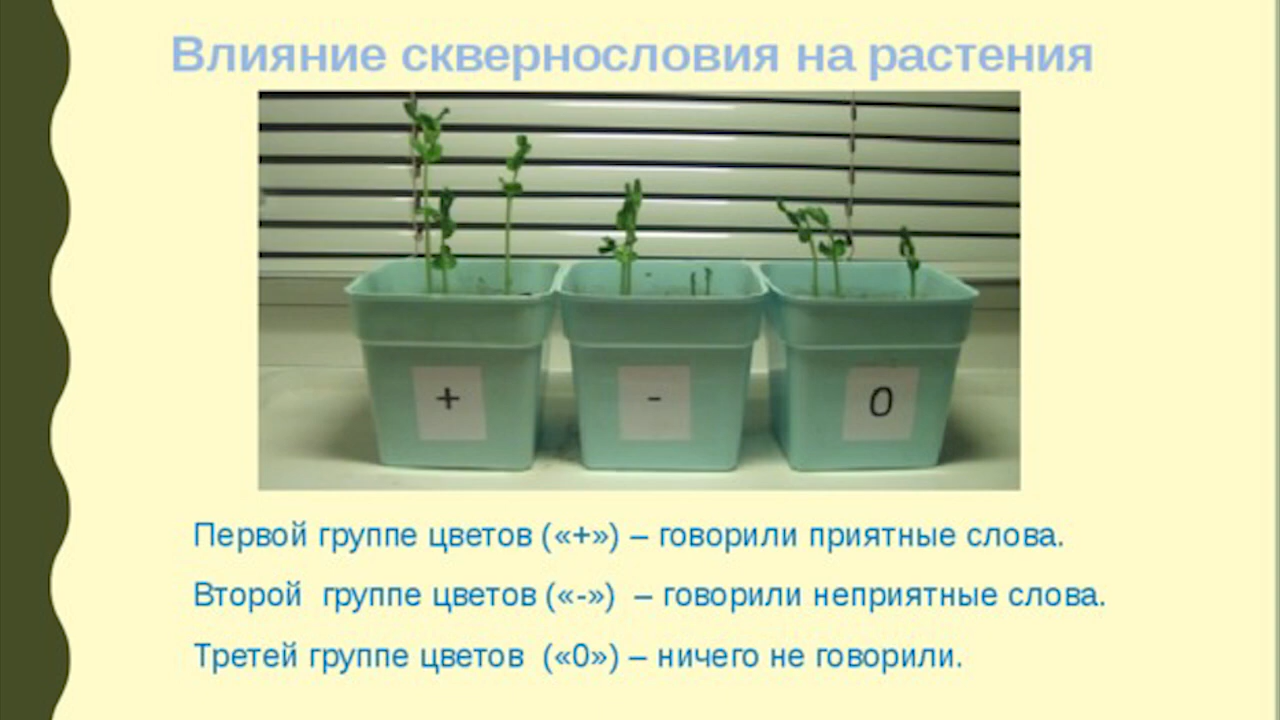 Влияние сквернословия на растения
+ - 0
Первой группе цветов («+») – говорили приятные слова.
Второй группе цветов («-») – говорили неприятные слова.
Третей группе цветов («0») – ничего не говорили.